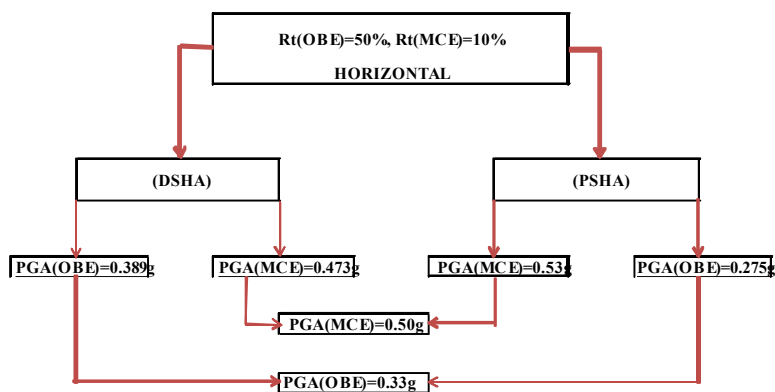 Rt(OBE)=50%, Rt(MCE)=10%
HORIZONTAL
(DSHA)
(PSHA)
PGA(OBE)=0.389g
PGA(MCE)=0.473g
PGA(MCE)=0.53g
PGA(OBE)=0.275g
PGA(MCE)=0.50g
PGA(OBE)=0.33g